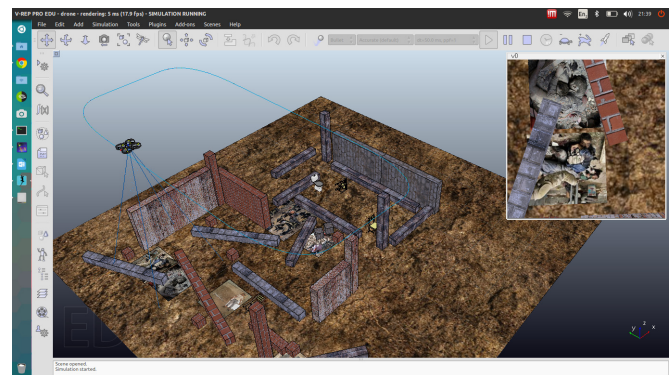 V-REP PRO EDU - drone - rendering: 5 ms (17.9 fps) - SIMULATION RUNNING
En
21:39
File Edit Add Simulation Tools Plugins Add-ons Scenes Help
v0
EDU
y z x
Scene opened.
Simulation started.